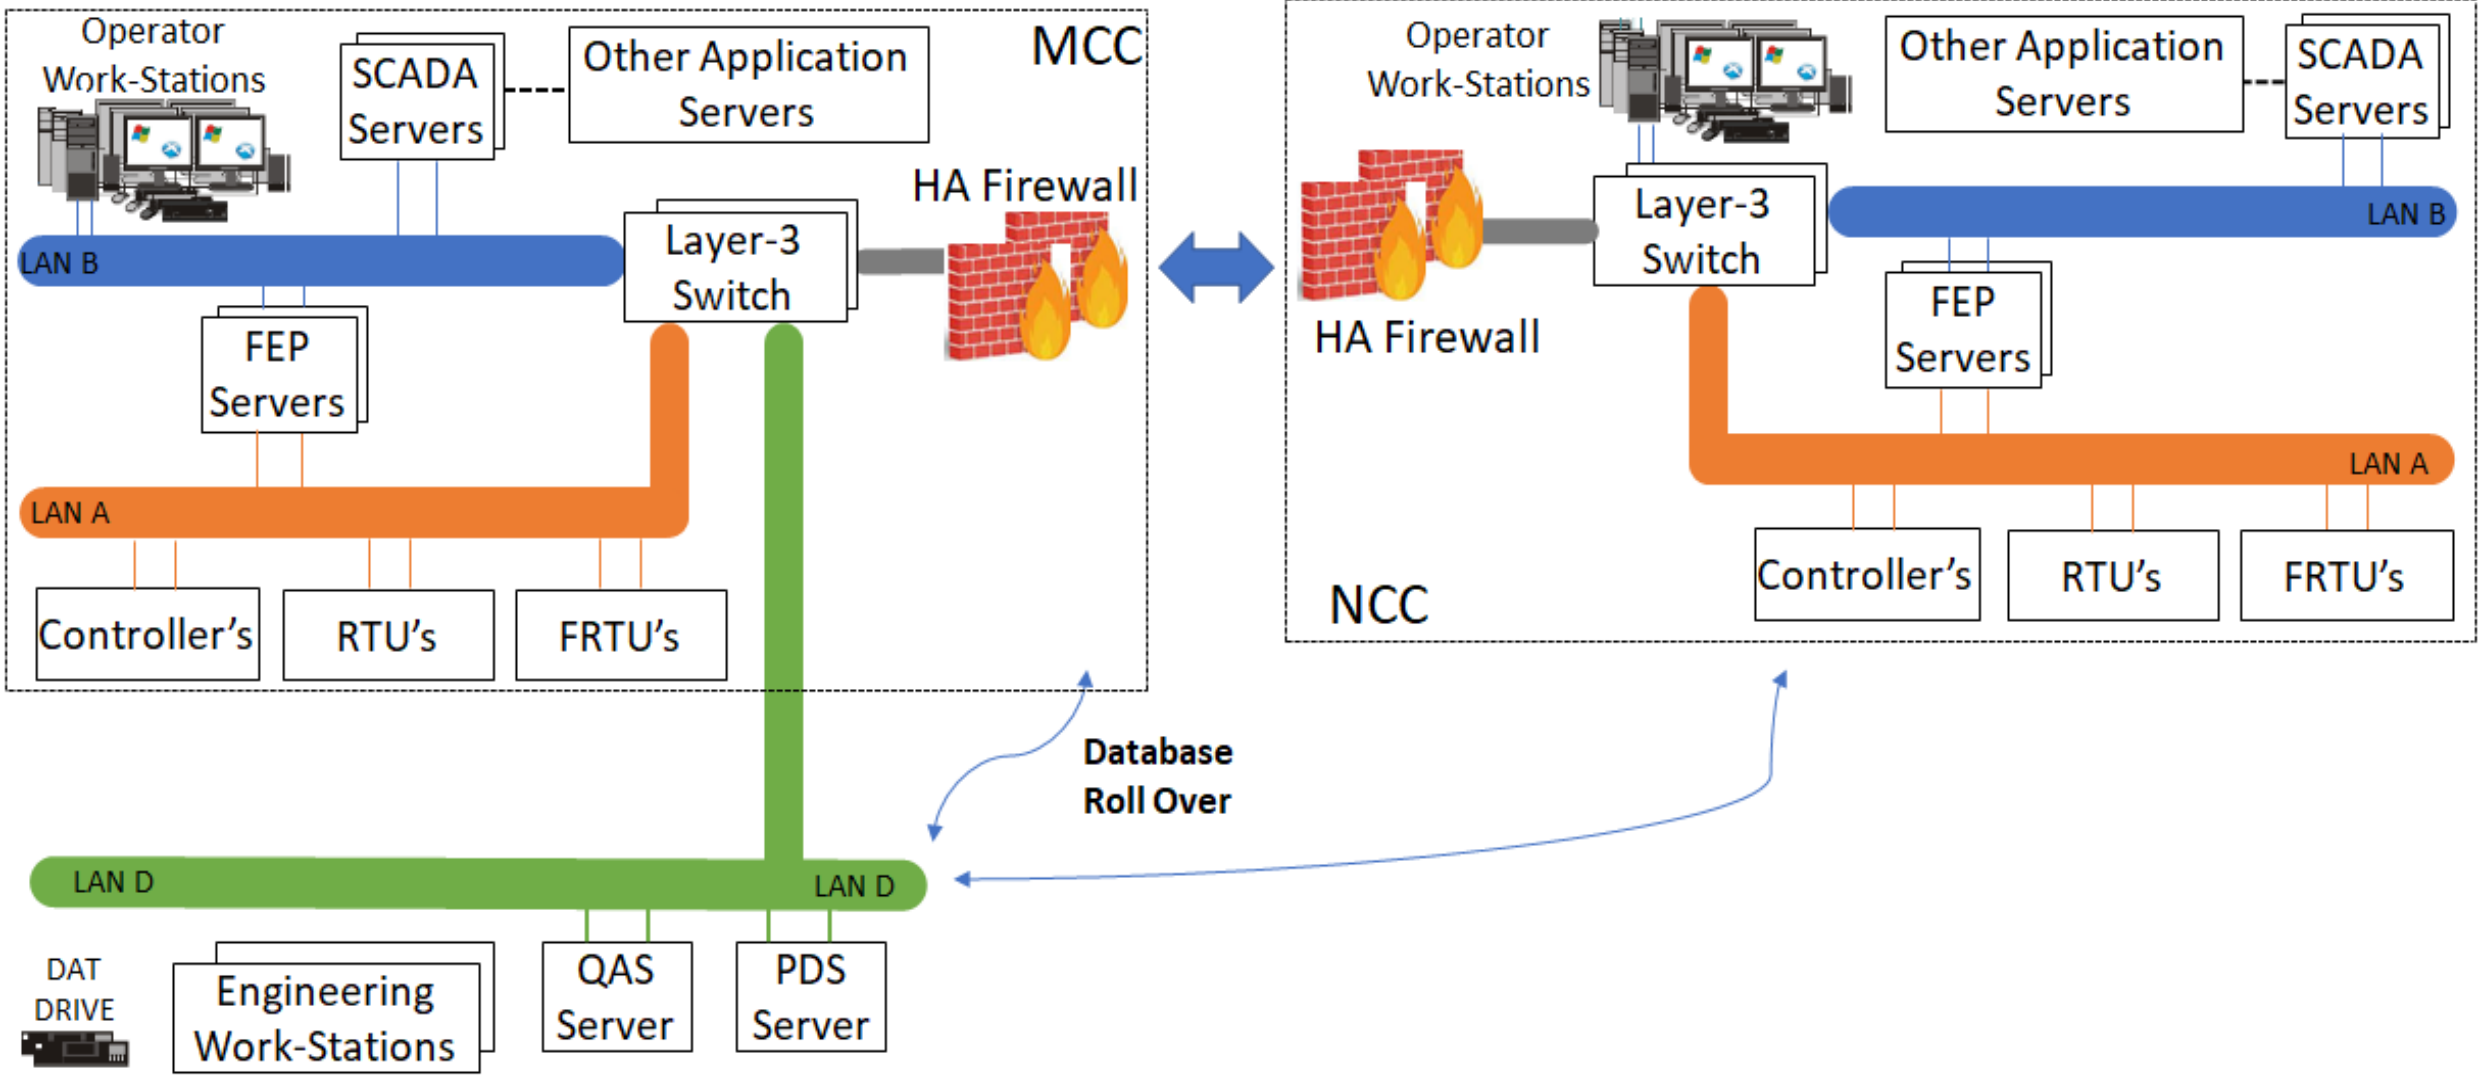 Operator
Work-Stations
SCADA
Servers
Other Application
Servers
MCC
HA Firewall
Layer-3
Switch
LAN B
FEP
Servers
LAN A
Controller's
RTU's
FRTU's
Operator
Work-Stations
Other Application
Servers
SCADA
Servers
Layer-3
Switch
LAN B
HA Firewall
FEP
Servers
LAN A
NCC
Controller's
RTU's
FRTU's
Database
Roll Over
LAN D
LAN D
DAT
DRIVE
Engineering
Work-Stations
QAS
Server
PDS
Server